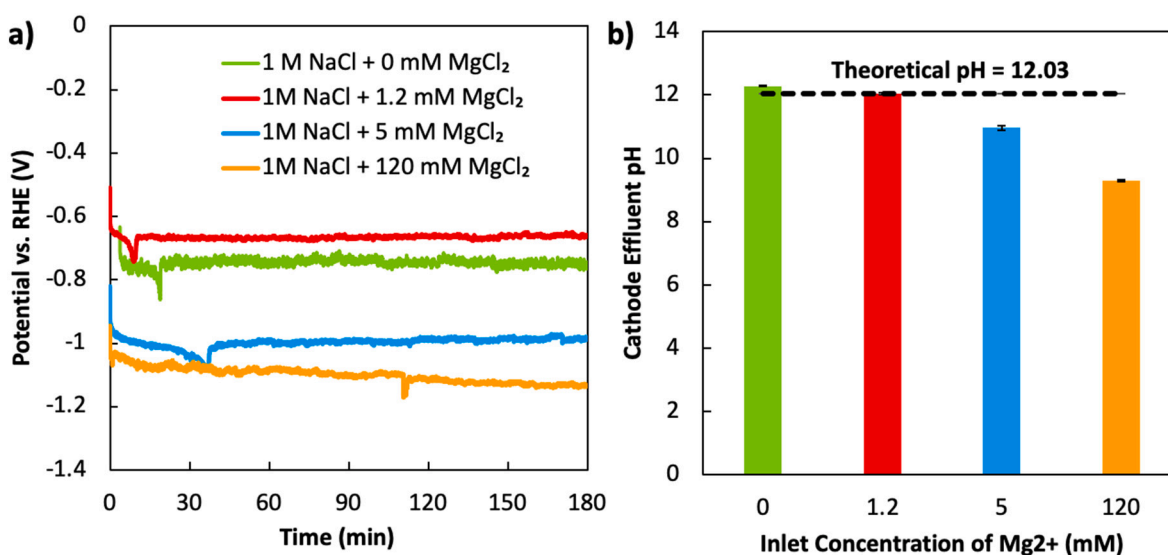 a)
Potential vs. RHE (V)
0
-0.2
-0.4
-0.6
-0.8
-1
-1.2
-1.4
1 M NaCl + 0 mM MgCl₂
1M NaCl + 1.2 mM MgCl₂
1M NaCl + 5 mM MgCl₂
1M NaCl + 120 mM MgCl₂
0 30 60 90 120 150 180
Time (min)
b)
Cathode Effluent pH
14
12
10
8
6
4
2
0
Theoretical pH = 12.03
0 1.2 5 120
Inlet Concentration of Mg2+ (mM)